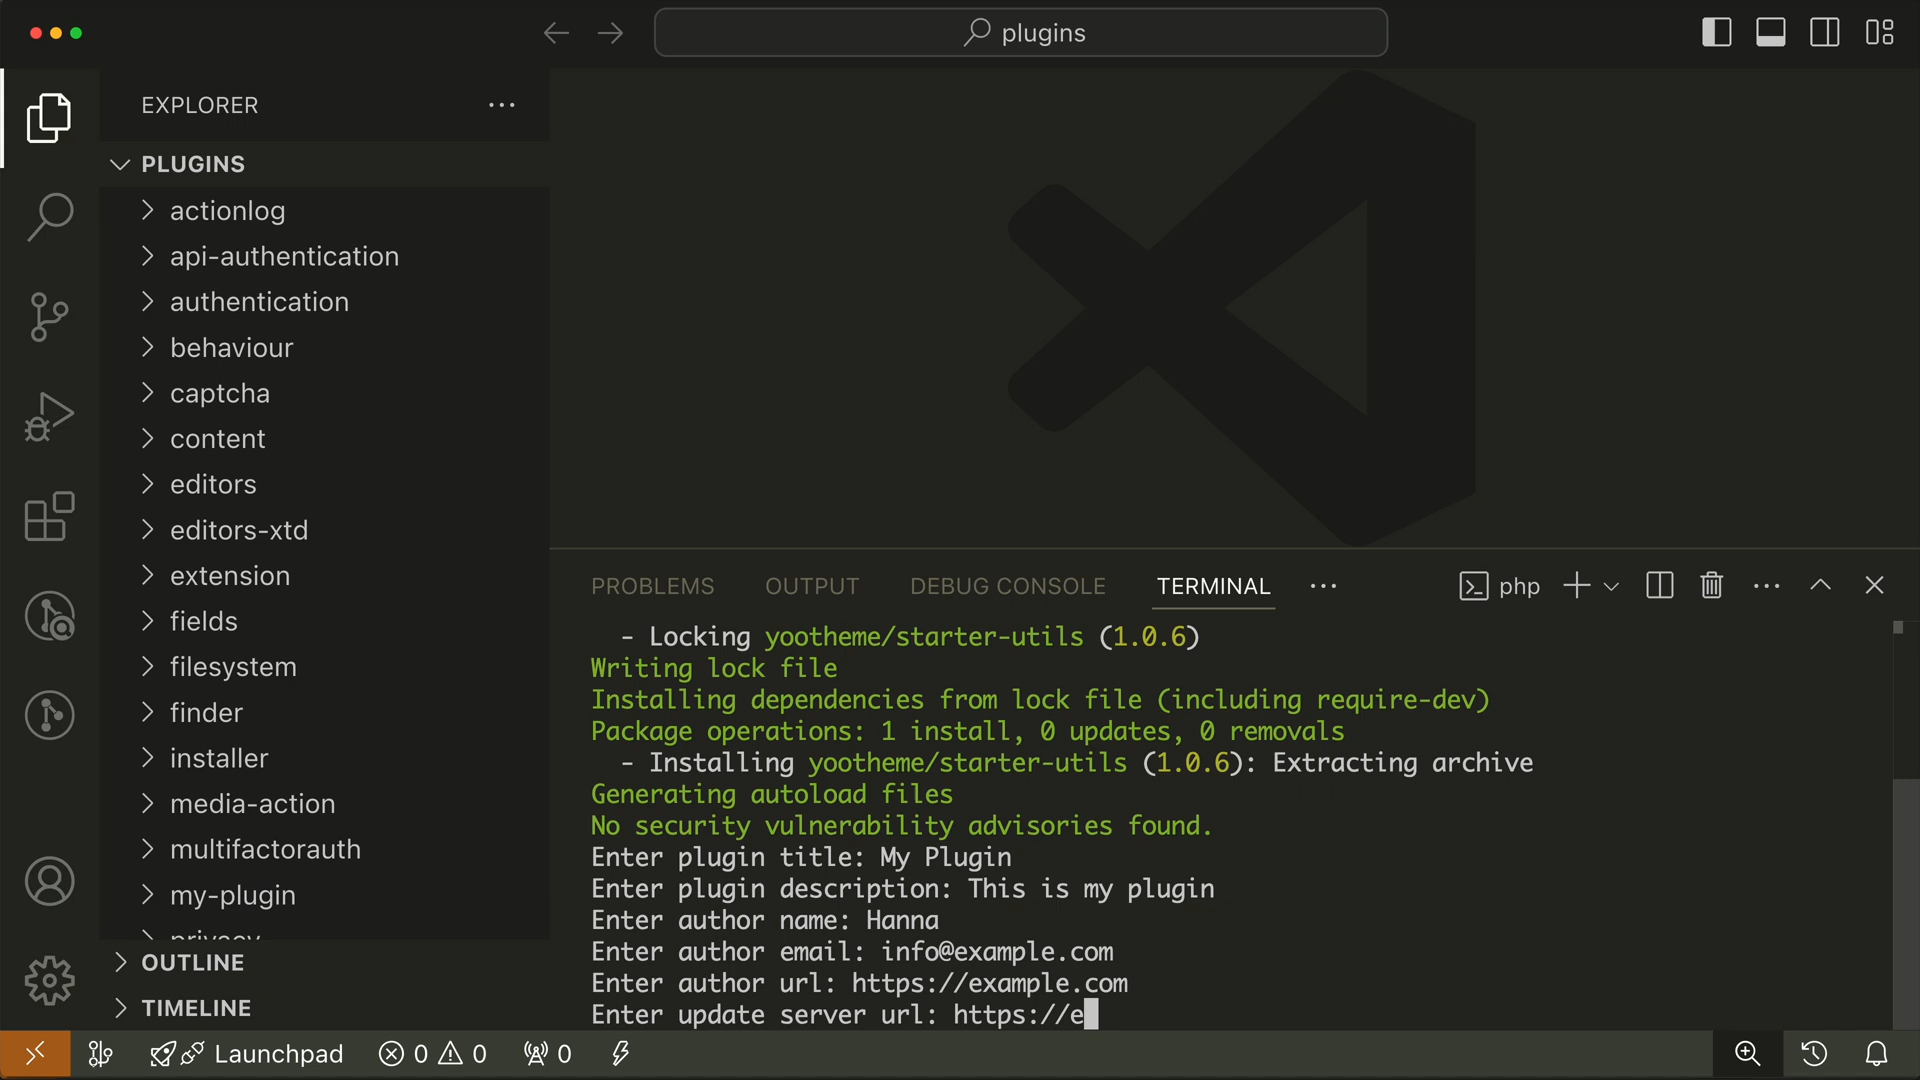 plugins
EXPLORER
PLUGINS
actionlog
api-authentication
authentication
behaviour
captcha
content
editors
editors-xtd
extension
fields
filesystem
finder
installer
media-action
multifactorauth
my-plugin
privacy
OUTLINE
TIMELINE
PROBLEMS OUTPUT DEBUG CONSOLE TERMINAL php
- Locking yootheme/starter-utils (1.0.6)
Writing lock file
Installing dependencies from lock file (including require-dev)
Package operations: 1 install, 0 updates, 0 removals
- Installing yootheme/starter-utils (1.0.6): Extracting archive
Generating autoload files
No security vulnerability advisories found.
Enter plugin title: My Plugin
Enter plugin description: This is my plugin
Enter author name: Hanna
Enter author email: info@example.com
Enter author url: https://example.com
Enter update server url: https://e
Launchpad 0 0 0